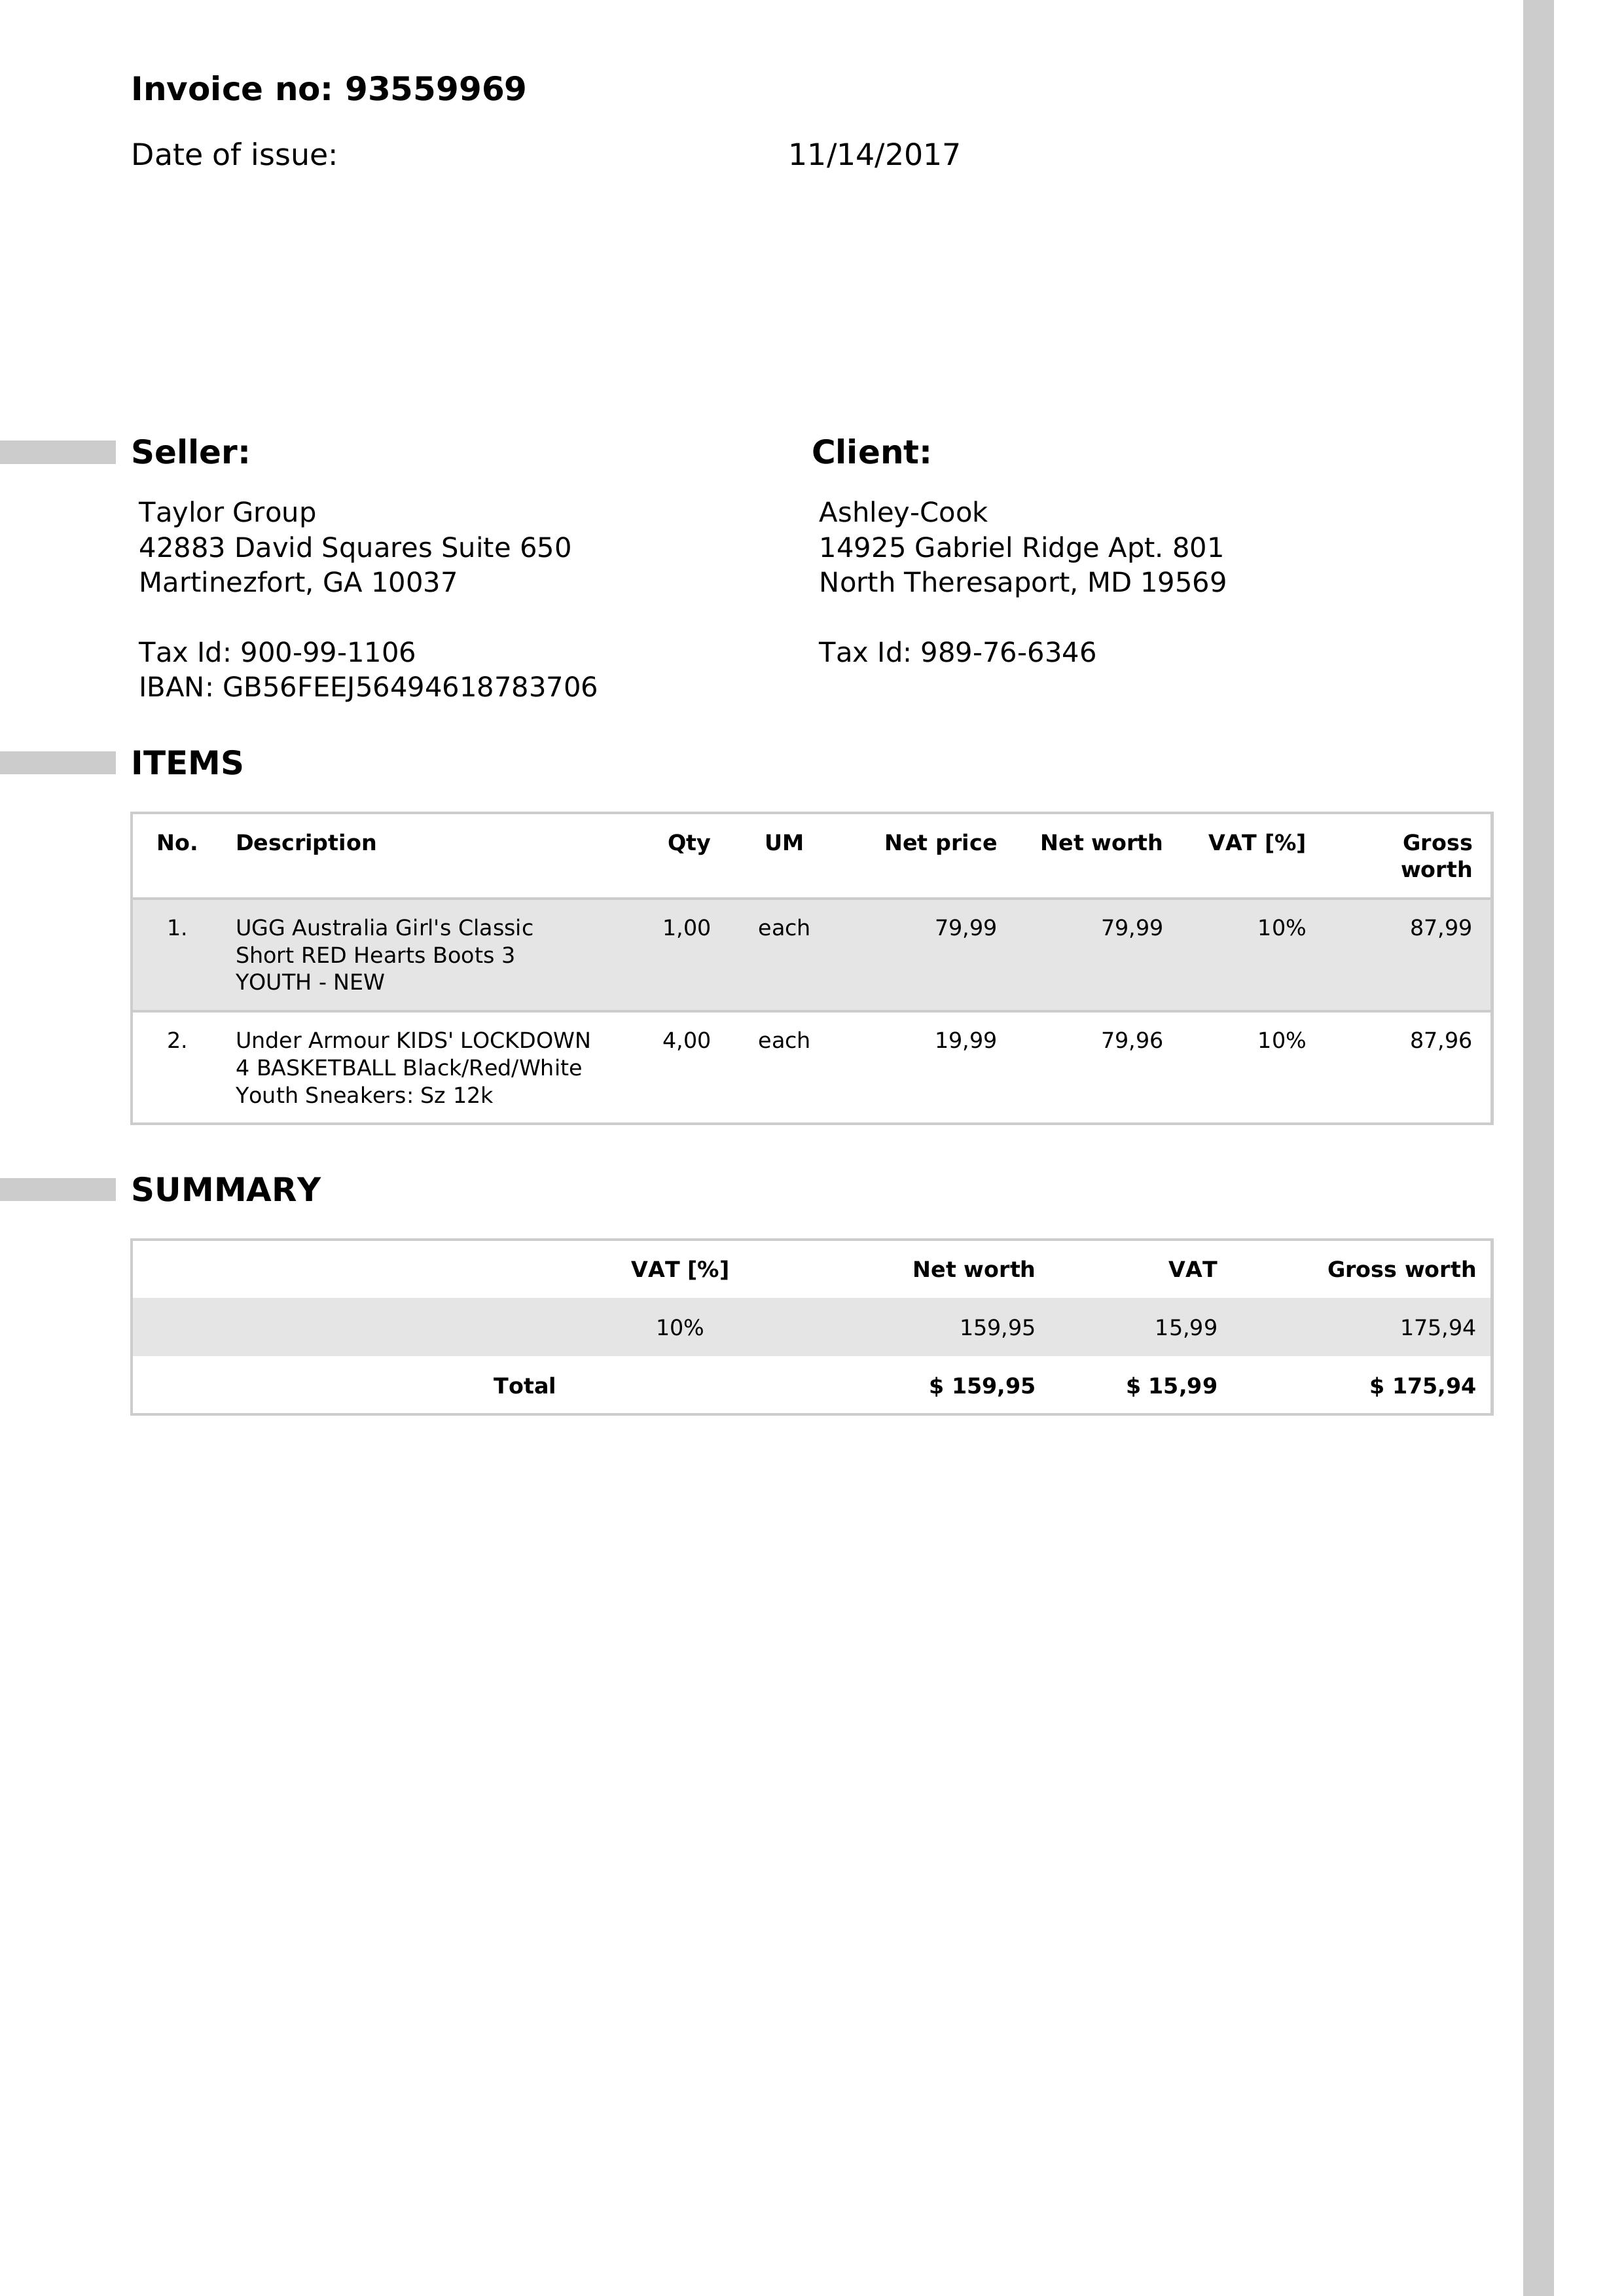 Invoice no: 93559969
Date of issue: 11/14/2017
Seller:
Taylor Group
42883 David Squares Suite 650
Martinezfort, GA 10037
Tax Id: 900-99-1106
IBAN: GB56FEEJ56494618783706
Client:
Ashley-Cook
14925 Gabriel Ridge Apt. 801
North Theresaport, MD 19569
Tax Id: 989-76-6346
ITEMS
No. Description Qty UM Net price Net worth VAT [%] Gross
worth
1. UGG Australia Girl's Classic 1,00 each 79,99 79,99 10% 87,99
Short RED Hearts Boots 3
YOUTH - NEW
2. Under Armour KIDS' LOCKDOWN 4,00 each 19,99 79,96 10% 87,96
4 BASKETBALL Black/Red/White
Youth Sneakers: Sz 12k
SUMMARY
VAT [%] Net worth VAT Gross worth
10% 159,95 15,99 175,94
Total $ 159,95 $ 15,99 $ 175,94